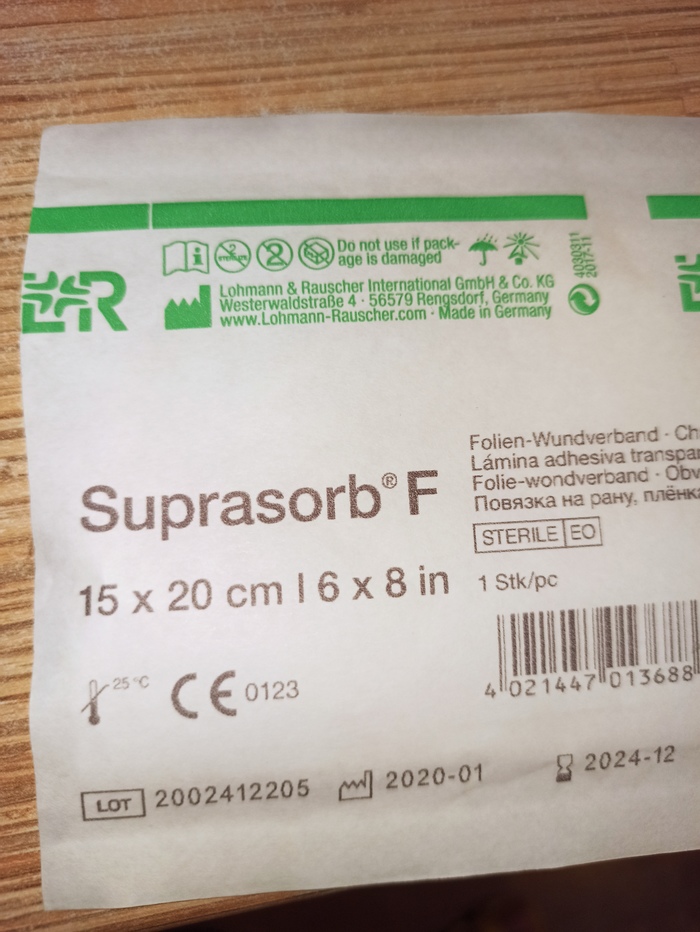 Do not use if pack-
age is damaged
Lohmann & Rauscher International GmbH & Co. KG
Westerwaldstraße 4 · 56579 Rengsdorf, Germany
www.Lohmann-Rauscher.com · Made in Germany
2017-11
Folien-Wundverband ·
Lámina adhesiva
Folie-wondverband ·
Повязка на рану,
Suprasorb® F
STERILE EO
15 x 20 cm | 6 x 8 in
1 Stk/pc
25 °C
CE 0123
4 021447 013688
LOT 2002412205 2020-01 2024-12